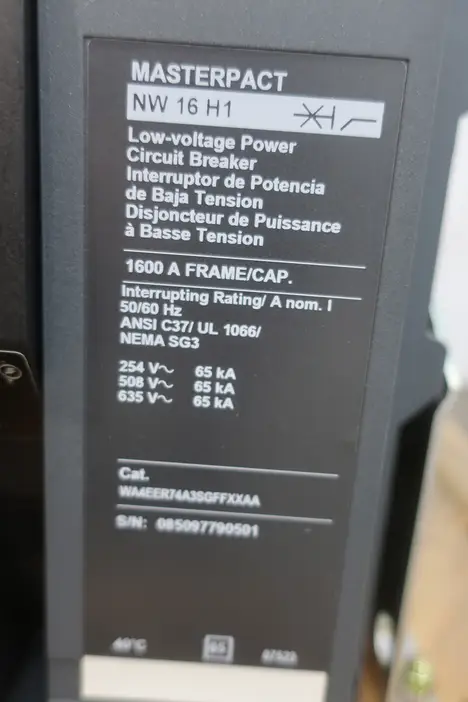 MASTERPACT
NW 16 H1
Low-voltage Power
Circuit Breaker
Interruptor de Potencia
de Baja Tension
Disjoncteur de Puissance
à Basse Tension
1600 A FRAME/CAP.
Interrupting Rating/ A nom. I
50/60 Hz
ANSI C37/ UL 1066/
NEMA SG3
254 V~ 65 kA
508 V~ 65 kA
635 V~ 65 kA
Cat.
WA4EER74A3SGFFXXAA
S/N: 085097790501
40°C